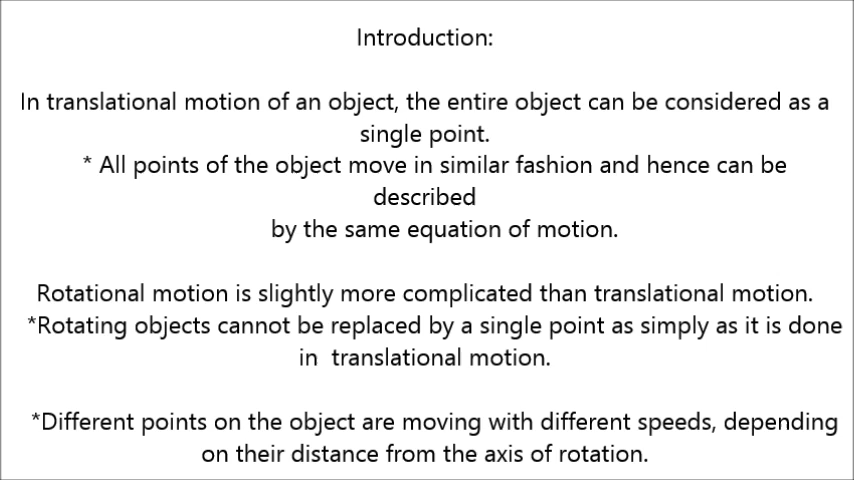 Introduction:
In translational motion of an object, the entire object can be considered as a
single point.
* All points of the object move in similar fashion and hence can be
described
by the same equation of motion.
Rotational motion is slightly more complicated than translational motion.
*Rotating objects cannot be replaced by a single point as simply as it is done
in  translational motion.
*Different points on the object are moving with different speeds, depending
on their distance from the axis of rotation.